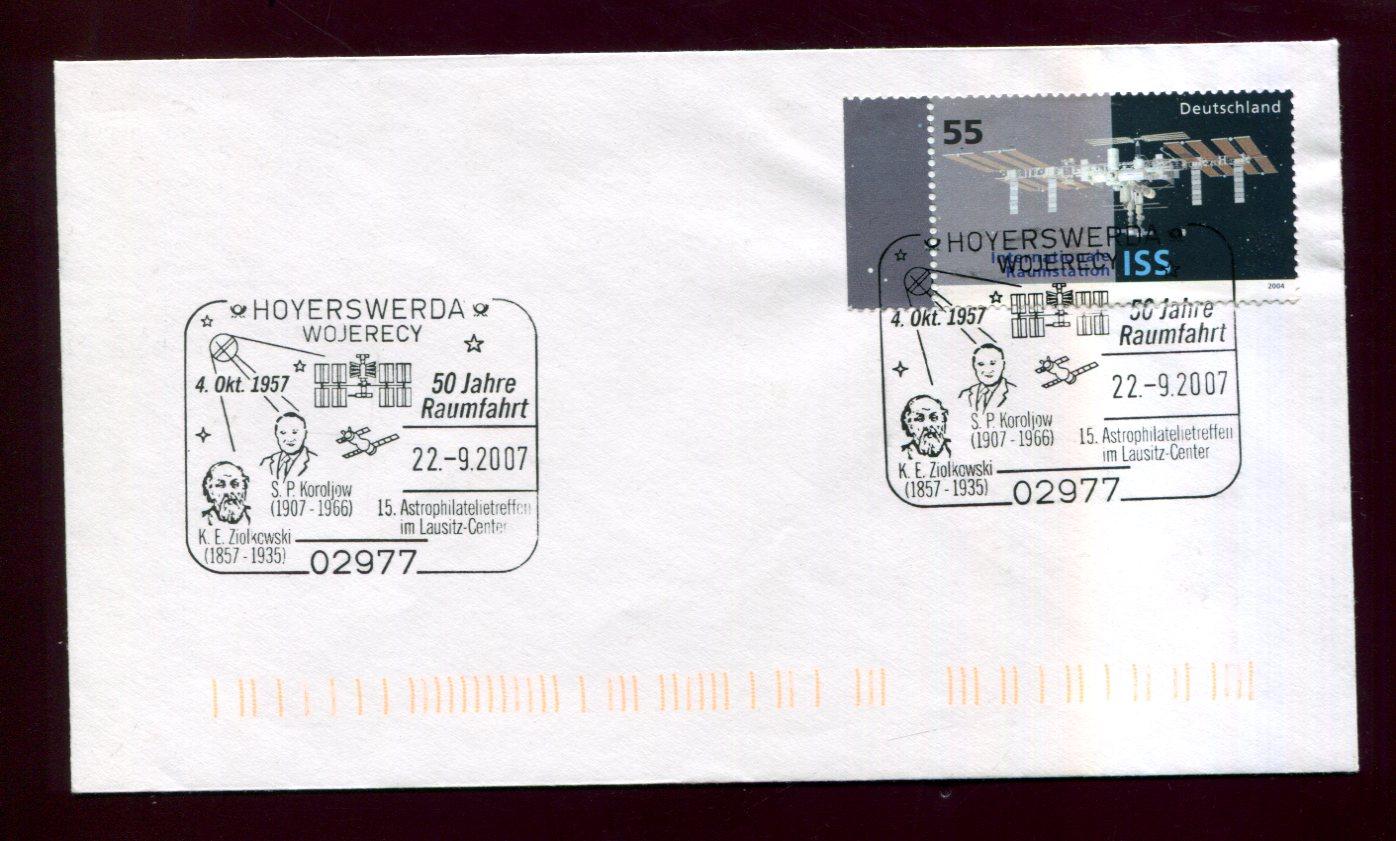 Deutschland
55
Internationale
Raumstation
ISS
2004
HOYERSWERDA
WOJERECY
4. Okt. 1957
50 Jahre
Raumfahrt
22.-9.2007
S. P. Koroljow
(1907 - 1966)
15. Astrophilatelietreffen
im Lausitz-Center
K. E. Ziolkowski
(1857 - 1935)
02977
HOYERSWERDA
WOJERECY
4. Okt. 1957
50 Jahre
Raumfahrt
22.-9.2007
S. P. Koroljow
(1907 - 1966)
15. Astrophilatelietreffen
im Lausitz-Center
K. E. Ziolkowski
(1857 - 1935)
02977